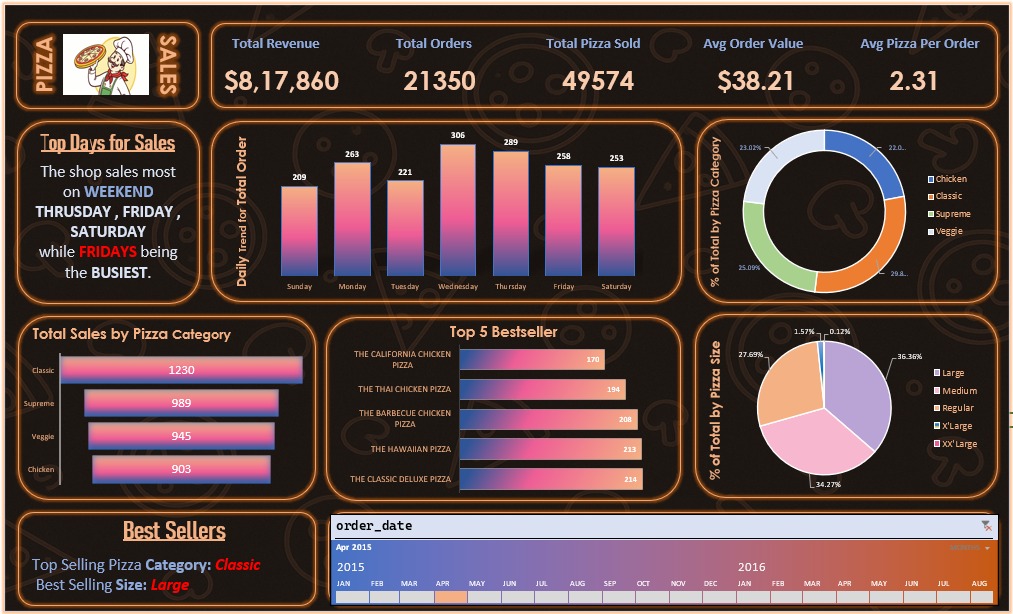 PIZZA
SALES
Total Revenue
$8,17,860
Total Orders
21350
Total Pizza Sold
49574
Avg Order Value
$38.21
Avg Pizza Per Order
2.31
Top Days for Sales
The shop sales most
on WEEKEND
THRUSDAY , FRIDAY ,
SATURDAY
while FRIDAYS being
the BUSIEST.
Daily Trend for Total Order
209
263
221
306
289
258
253
Sunday
Monday
Tuesday
Wednesday
Thursday
Friday
Saturday
% of Total by Pizza Category
23.02%
22.0...
25.09%
29.8...
Chicken
Classic
Supreme
Veggie
Total Sales by Pizza Category
Classic 1230
Supreme 989
Veggie 945
Chicken 903
Top 5 Bestseller
THE CALIFORNIA CHICKEN
PIZZA
170
THE THAI CHICKEN PIZZA 194
THE BARBECUE CHICKEN
PIZZA
208
THE HAWAIIAN PIZZA 213
THE CLASSIC DELUXE PIZZA 214
% of Total by Pizza Size
1.57%
0.12%
27.69%
36.36%
34.27%
Large
Medium
Regular
X'Large
XX'Large
Best Sellers
Top Selling Pizza Category: Classic
Best Selling Size: Large
order_date
Apr 2015
2015
2016
JAN FEB MAR APR MAY JUN JUL AUG SEP OCT NOV DEC JAN FEB MAR APR MAY JUN JUL AUG